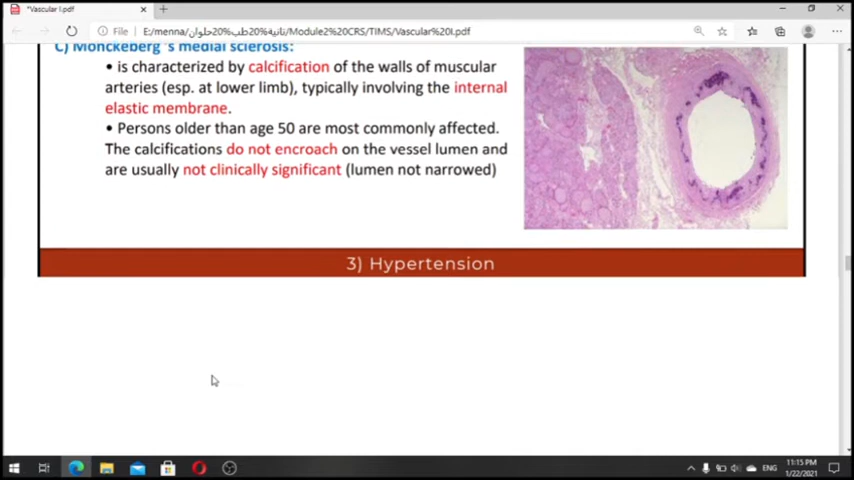 *Vascular I.pdf
File
E:/menna/ثانية%20طب%20حلوان/Module2%20CRS/TIMS/Vascular%20I.pdf
C) Monckeberg 's medial sclerosis:
• is characterized by calcification of the walls of muscular
arteries (esp. at lower limb), typically involving the internal
elastic membrane.
• Persons older than age 50 are most commonly affected.
The calcifications do not encroach on the vessel lumen and
are usually not clinically significant (lumen not narrowed)
3) Hypertension
ENG
11:15 PM
1/22/2021